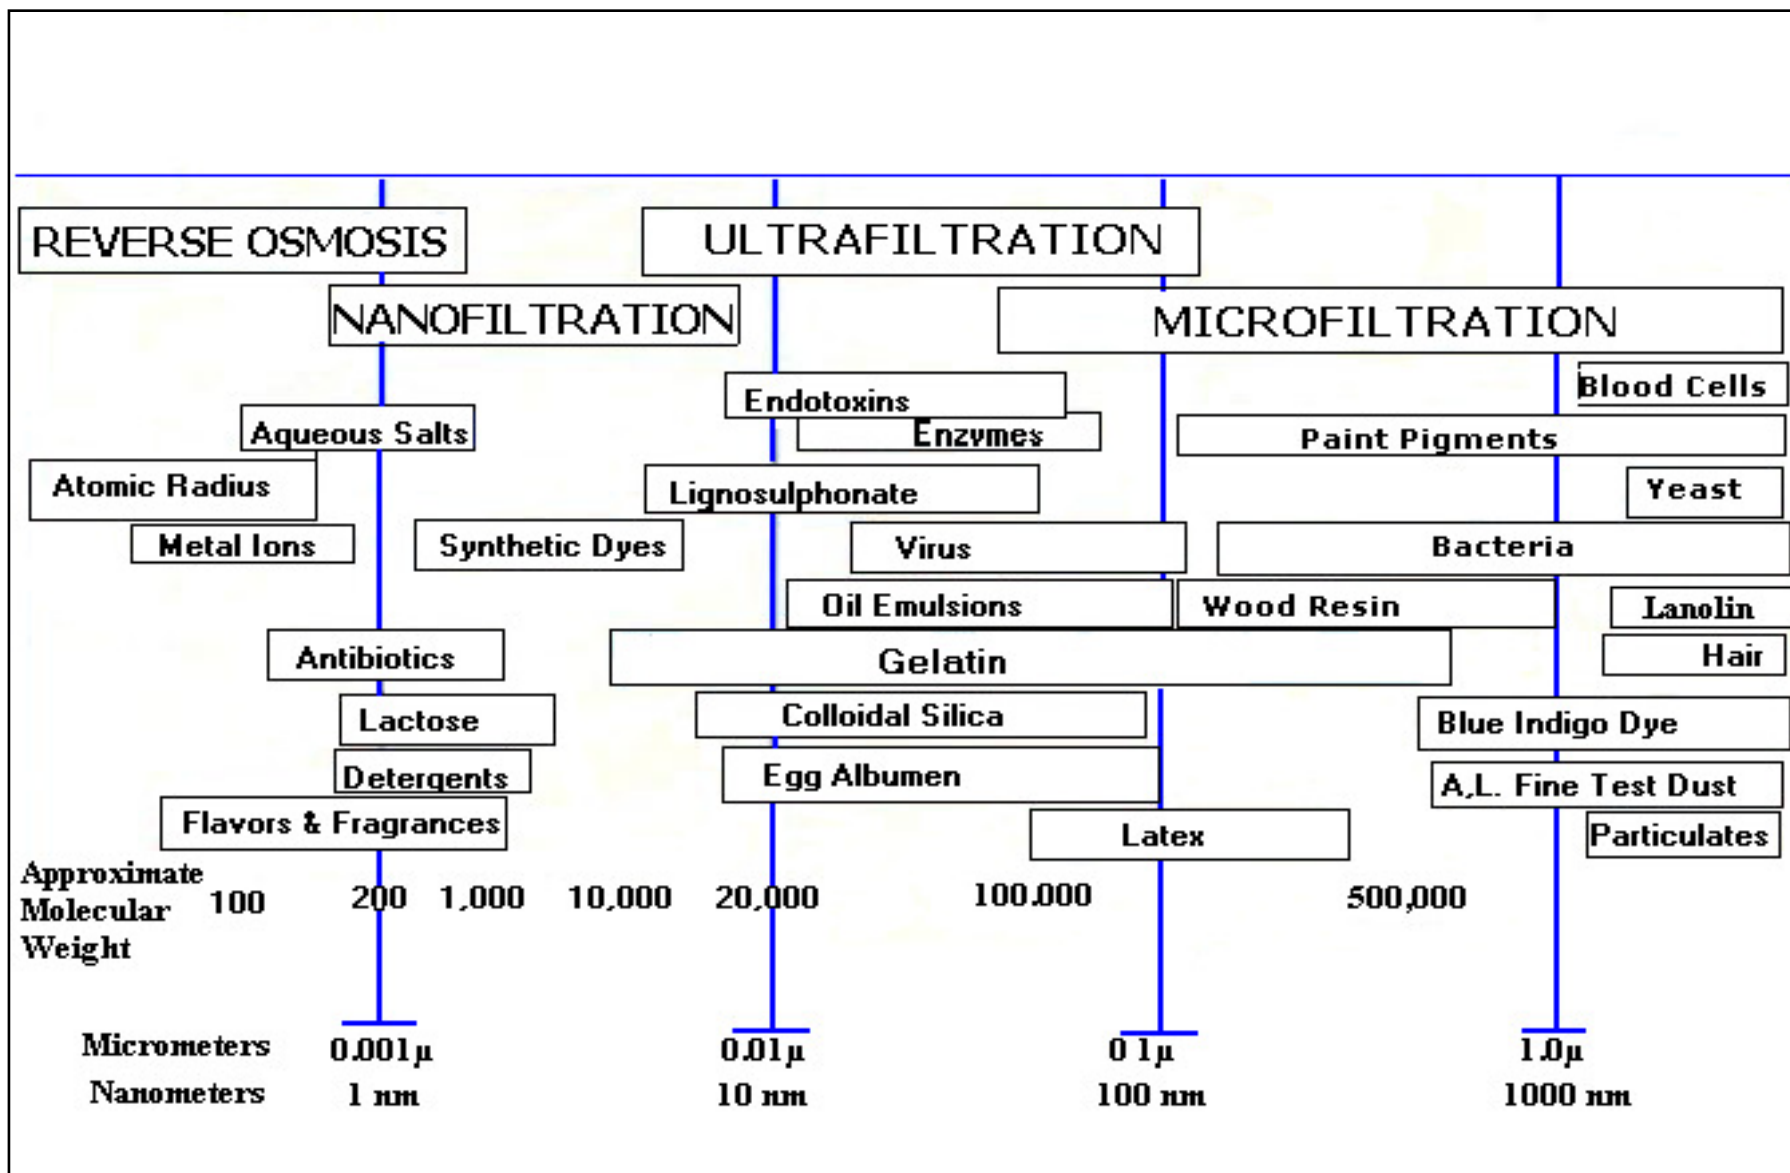 REVERSE OSMOSIS
ULTRAFILTRATION
NANOFILTRATION
MICROFILTRATION
Blood Cells
Endotoxins
Aqueous Salts
Enzymes
Paint Pigments
Atomic Radius
Lignosulphonate
Yeast
Metal Ions
Synthetic Dyes
Virus
Bacteria
Oil Emulsions
Wood Resin
Lanolin
Antibiotics
Gelatin
Hair
Lactose
Colloidal Silica
Blue Indigo Dye
Detergents
Egg Albumen
A,L. Fine Test Dust
Flavors & Fragrances
Latex
Particulates
Approximate
Molecular
Weight
100 200 1,000 10,000 20,000 100.000 500,000
Micrometers 0.001µ 0.01µ 0 1µ 1.0µ
Nanometers 1 nm 10 nm 100 nm 1000 nm